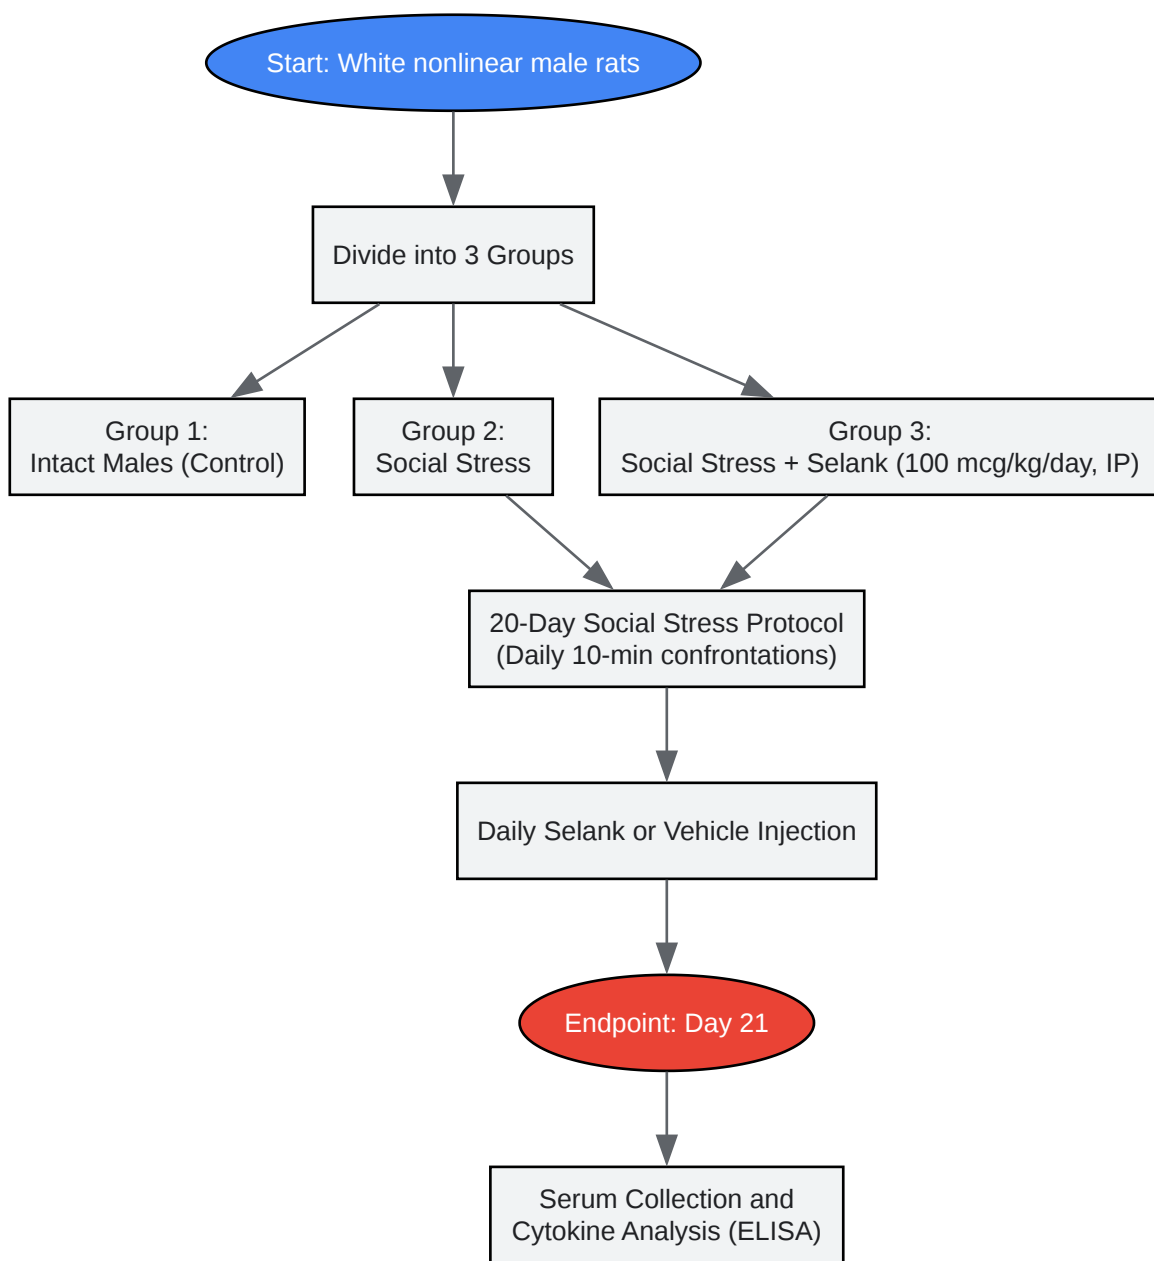 Start: White nonlinear male rats
Divide into 3 Groups
Group 1:
Intact Males (Control)
Group 2:
Social Stress
Group 3:
Social Stress + Selank (100 mcg/kg/day, IP)
20-Day Social Stress Protocol
(Daily 10-min confrontations)
Daily Selank or Vehicle Injection
Endpoint: Day 21
Serum Collection and
Cytokine Analysis (ELISA)